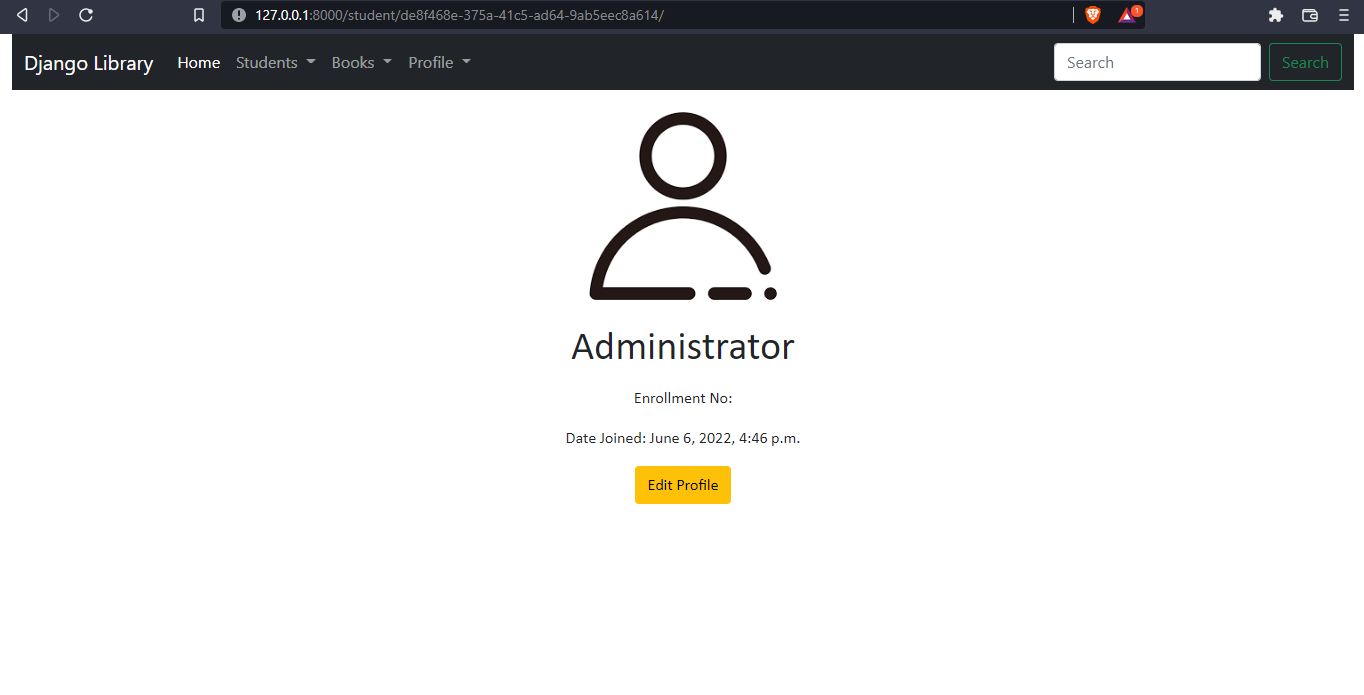 127.0.0.1:8000/student/de8f468e-375a-41c5-ad64-9ab5eec8a614/
1
Django Library Home Students Books Profile Search Search
Administrator
Enrollment No:
Date Joined: June 6, 2022, 4:46 p.m.
Edit Profile